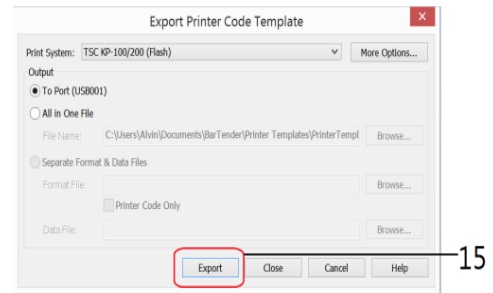 Export Printer Code Template
x
Print System: TSC KP-100/200 (Flash) More Options...
Output
To Port (USB001)
All in One File
File Name: C:\Users\Alvin\Documents\BarTender\Printer Templates\PrinterTempl Browse...
Separate Format & Data Files
Format File: Browse...
Printer Code Only
Data File: Browse...
Export Close Cancel Help
15